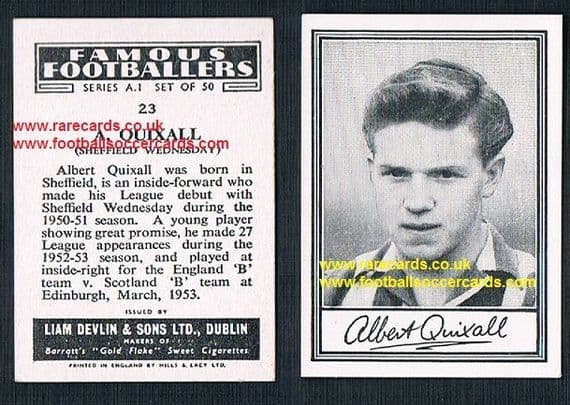 FAMOUS
FOOTBALLERS
SERIES A.1 SET OF 50
23
www.rarecards.co.uk
A. QUIXALL
www.footballsoccercards.com
(SHEFFIELD WEDNESDAY)
Albert Quixall was born in
Sheffield, is an inside-forward who
made his League debut with
Sheffield Wednesday during the
1950-51 season. A young player
showing great promise, he made 27
League appearances during the
1952-53 season, and played at
inside-right for the England 'B'
team v. Scotland 'B' team at
Edinburgh, March, 1953.
ISSUED BY
LIAM DEVLIN & SONS LTD., DUBLIN
MAKERS OF
Barratt's "Gold Flake" Sweet Cigarettes
PRINTED IN ENGLAND BY HILLS & LACY LTD.
www.rarecards.co.uk
www.footballsoccercards.com
Albert Quixall